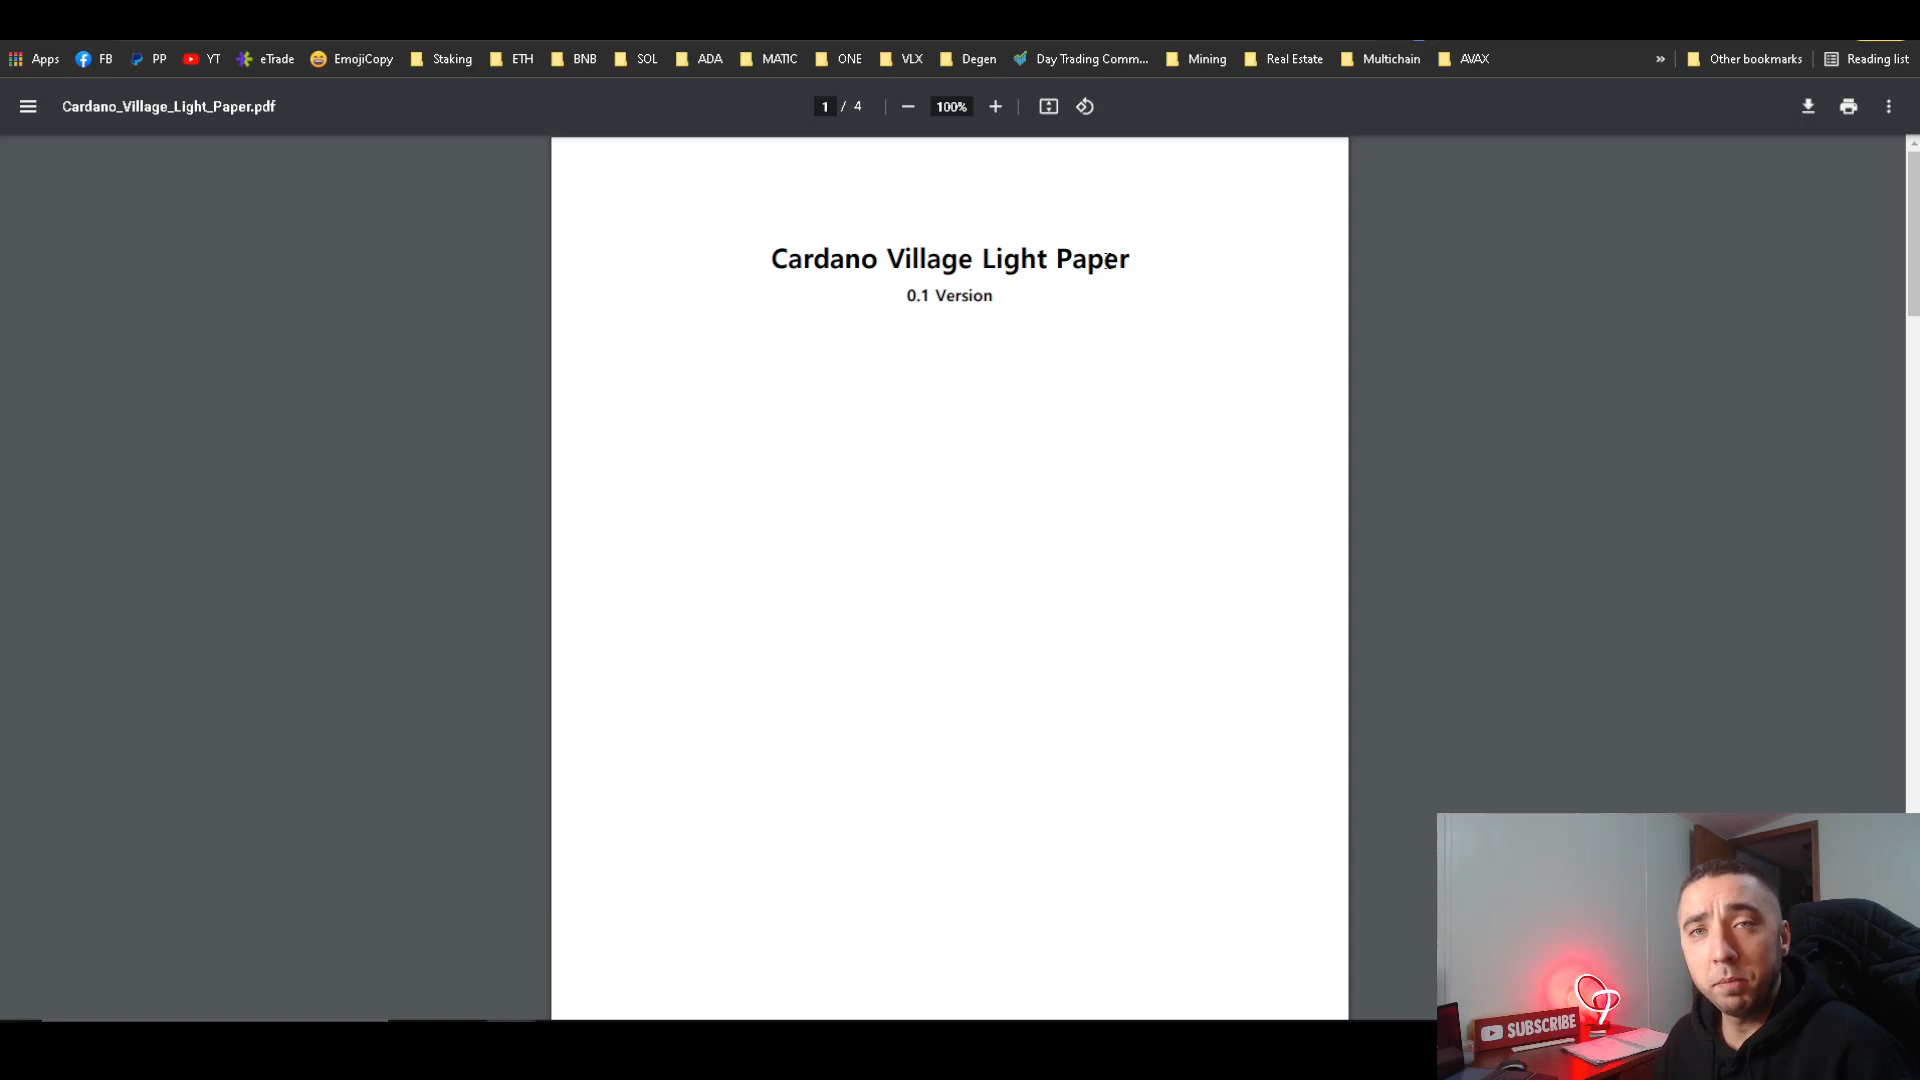 Apps FB PP YT eTrade EmojiCopy Staking ETH BNB SOL ADA MATIC ONE VLX Degen Day Trading Comm... Mining Real Estate Multichain AVAX » Other bookmarks Reading list
Cardano_Village_Light_Paper.pdf 1 / 4 100%
Cardano Village Light Paper
0.1 Version
SUBSCRIBE